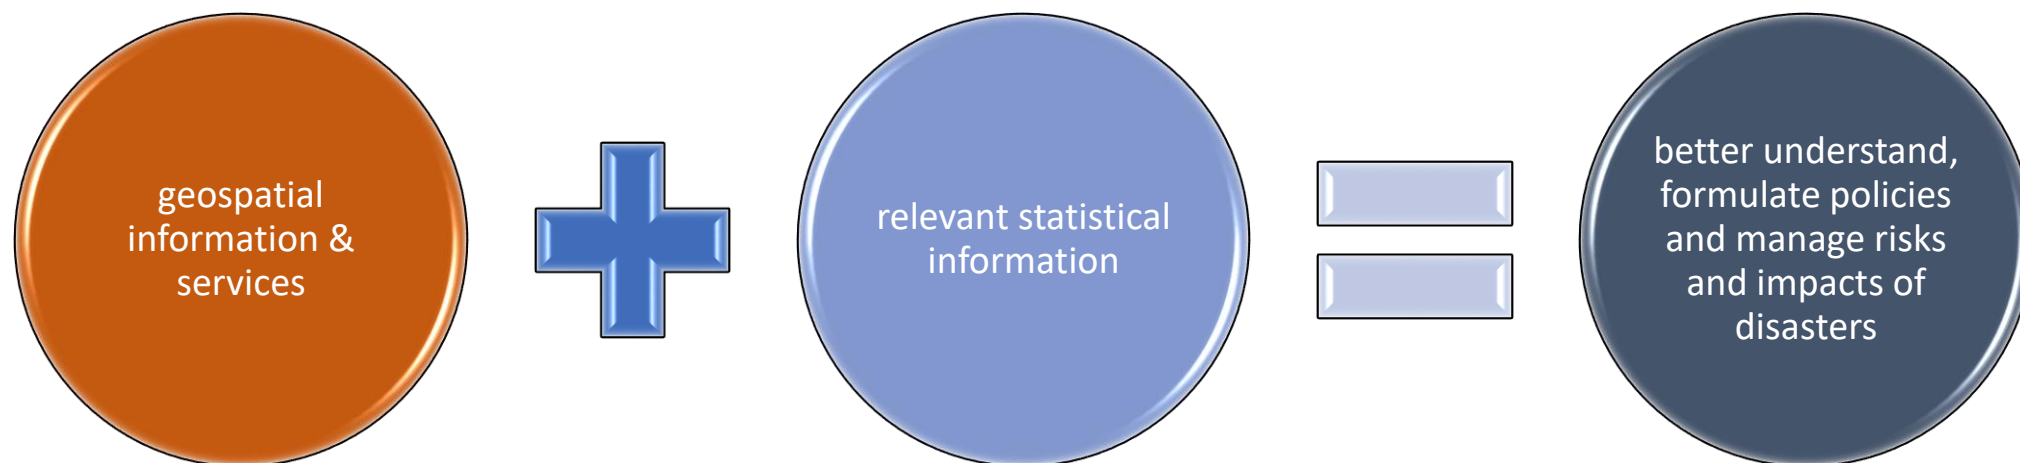 geospatial
information &
services
relevant statistical
information
better understand,
formulate policies
and manage risks
and impacts of
disasters